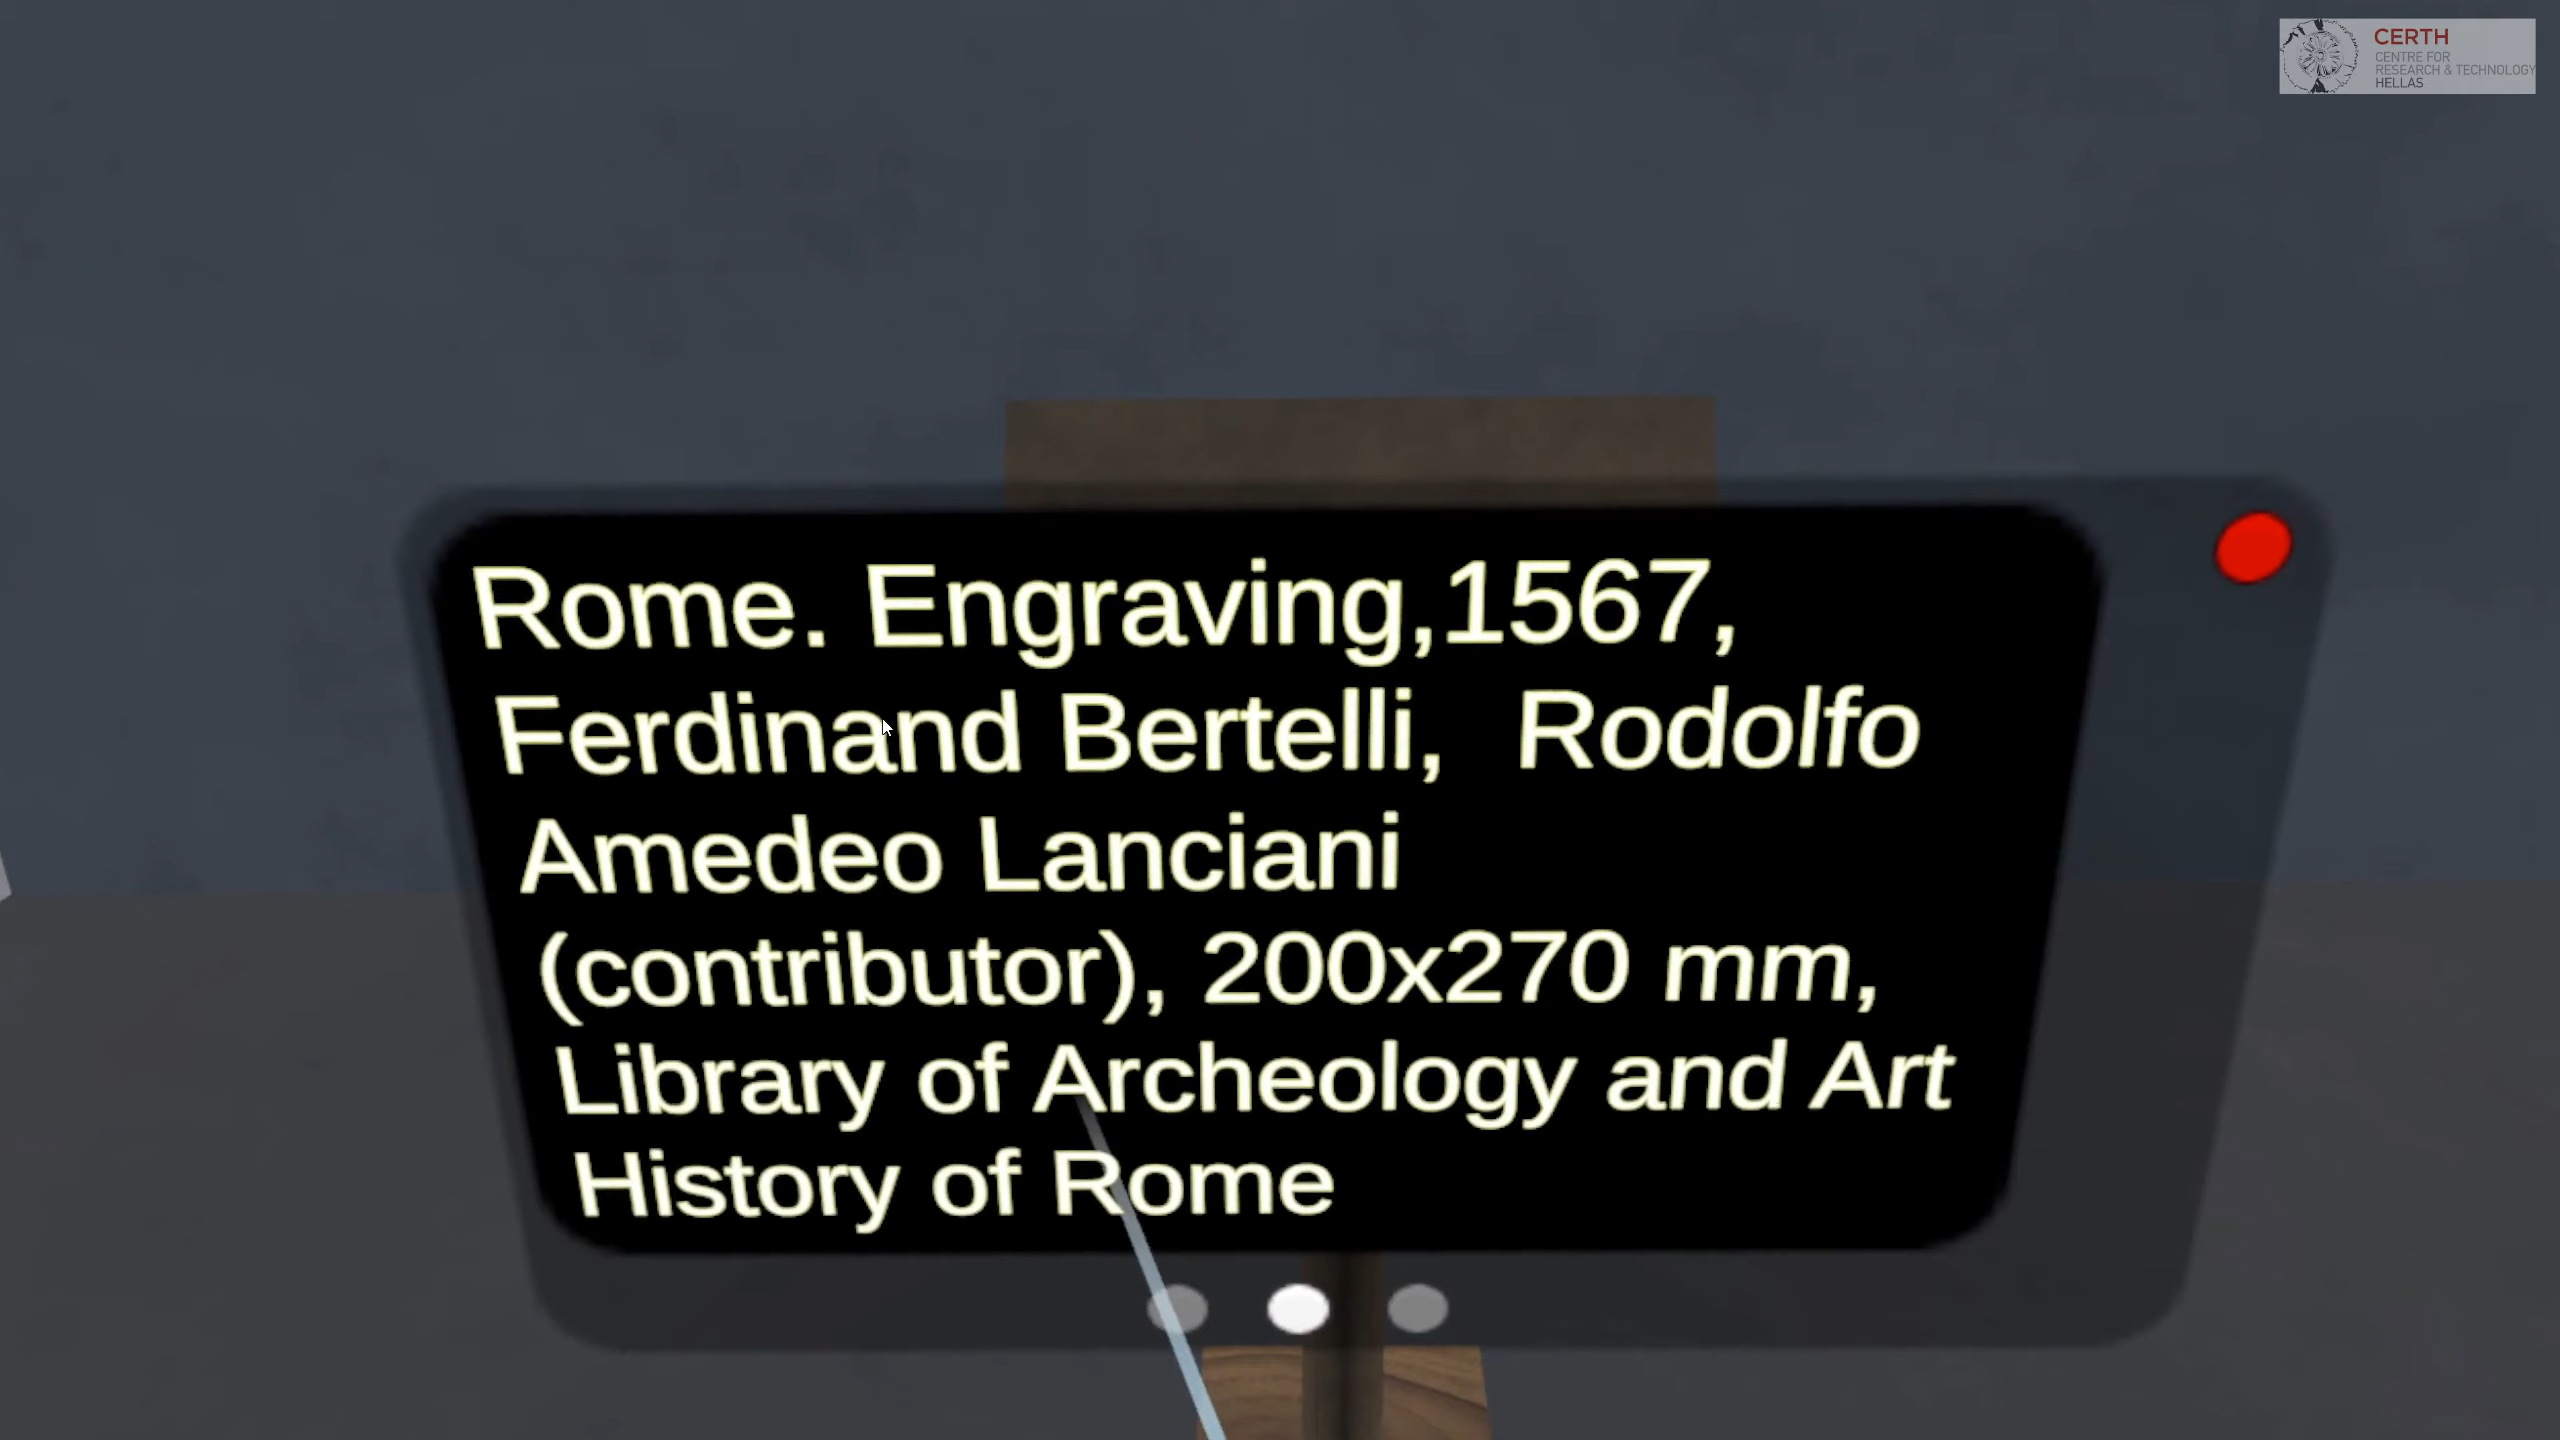 CERTH
CENTRE FOR
RESEARCH & TECHNOLOGY
HELLAS
Rome. Engraving,1567,
Ferdinand Bertelli, Rodolfo
Amedeo Lanciani
(contributor), 200x270 mm,
Library of Archeology and Art
History of Rome